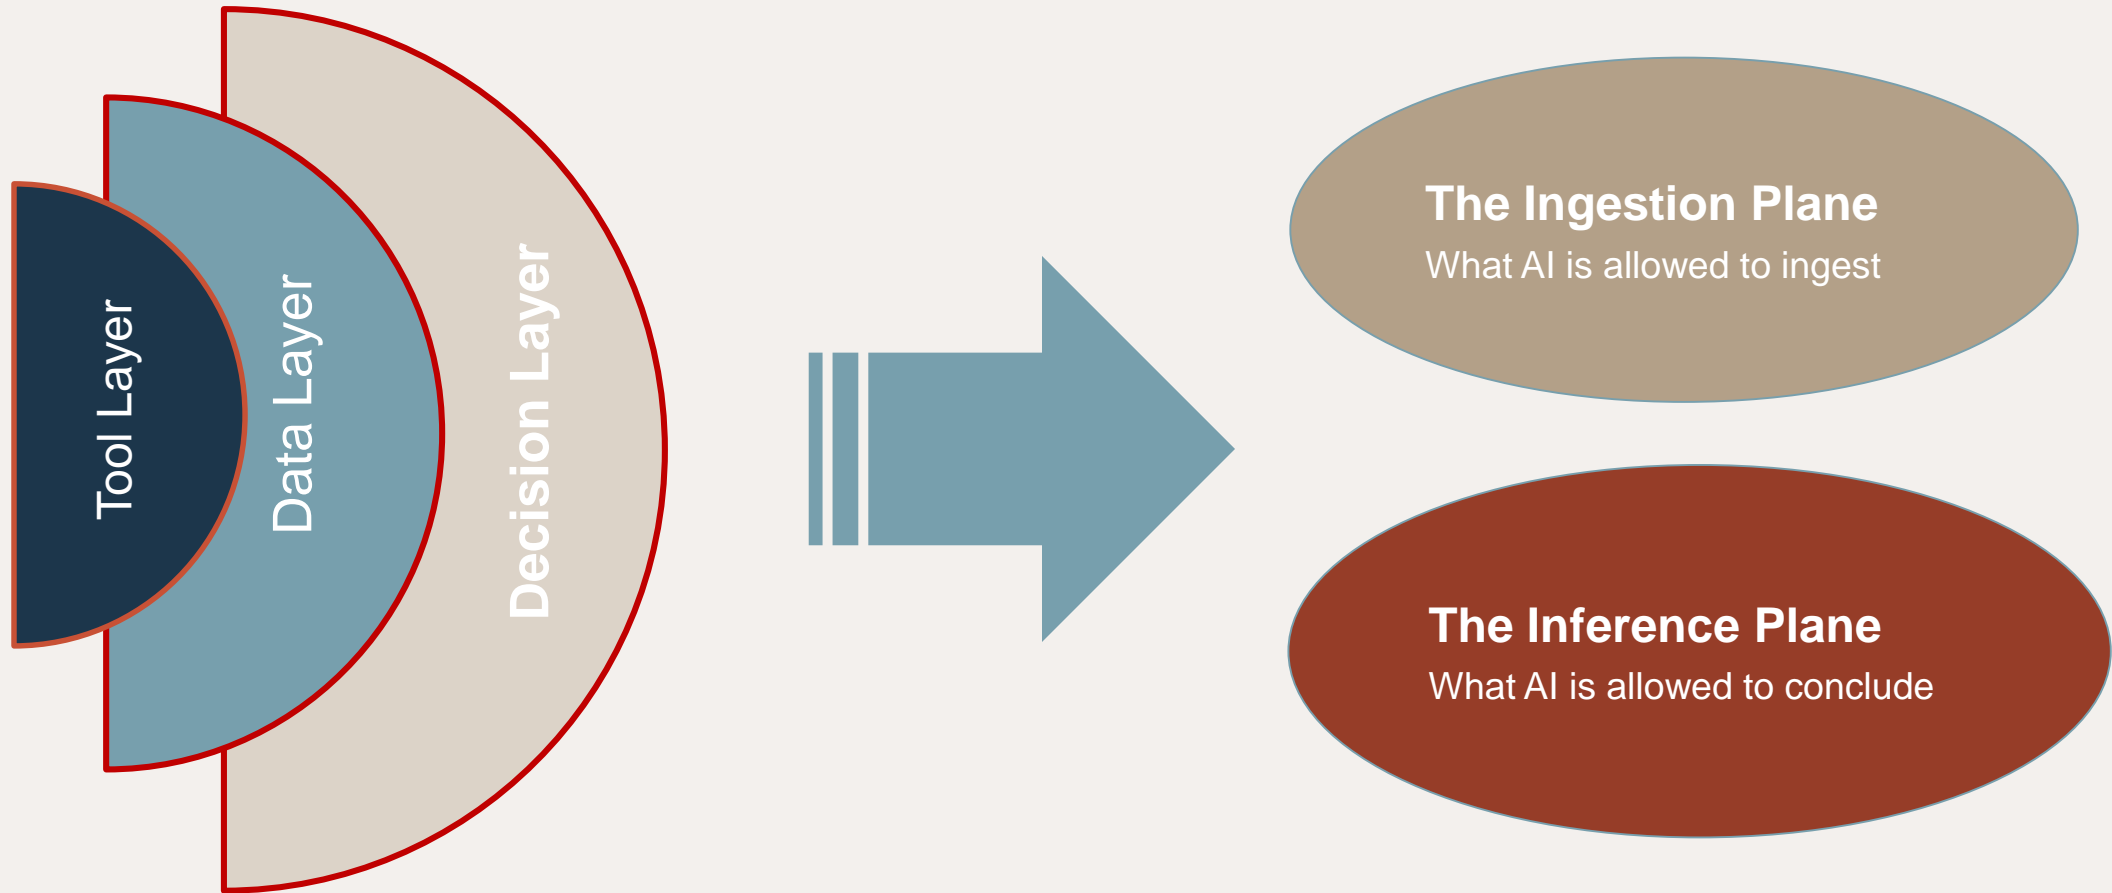 Tool Layer
Data Layer
Decision Layer
The Ingestion Plane
What AI is allowed to ingest
The Inference Plane
What AI is allowed to conclude